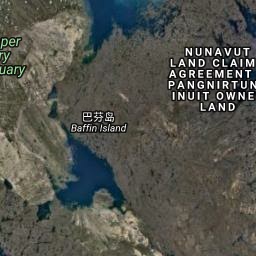 per
ry
uary
NUNAVUT
LAND CLAIM
AGREEMENT
PANGNIRTUN
INUIT OWNE
LAND
巴芬岛
Baffin Island